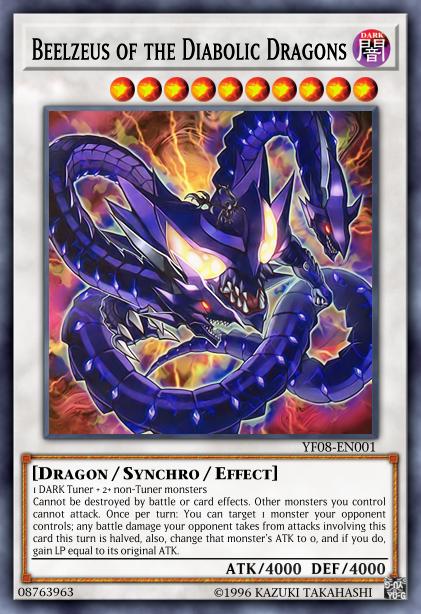 BEELZEUS OF THE DIABOLIC DRAGONS
DARK
闇
YF08-EN001
[DRAGON / SYNCHRO / EFFECT]
1 DARK Tuner + 2+ non-Tuner monsters
Cannot be destroyed by battle or card effects. Other monsters you control
cannot attack. Once per turn: You can target 1 monster your opponent
controls; any battle damage your opponent takes from attacks involving this
card this turn is halved, also, change that monster's ATK to 0, and if you do,
gain LP equal to its original ATK.
ATK/4000 DEF/4000
08763963
©1996 KAZUKI TAKAHASHI